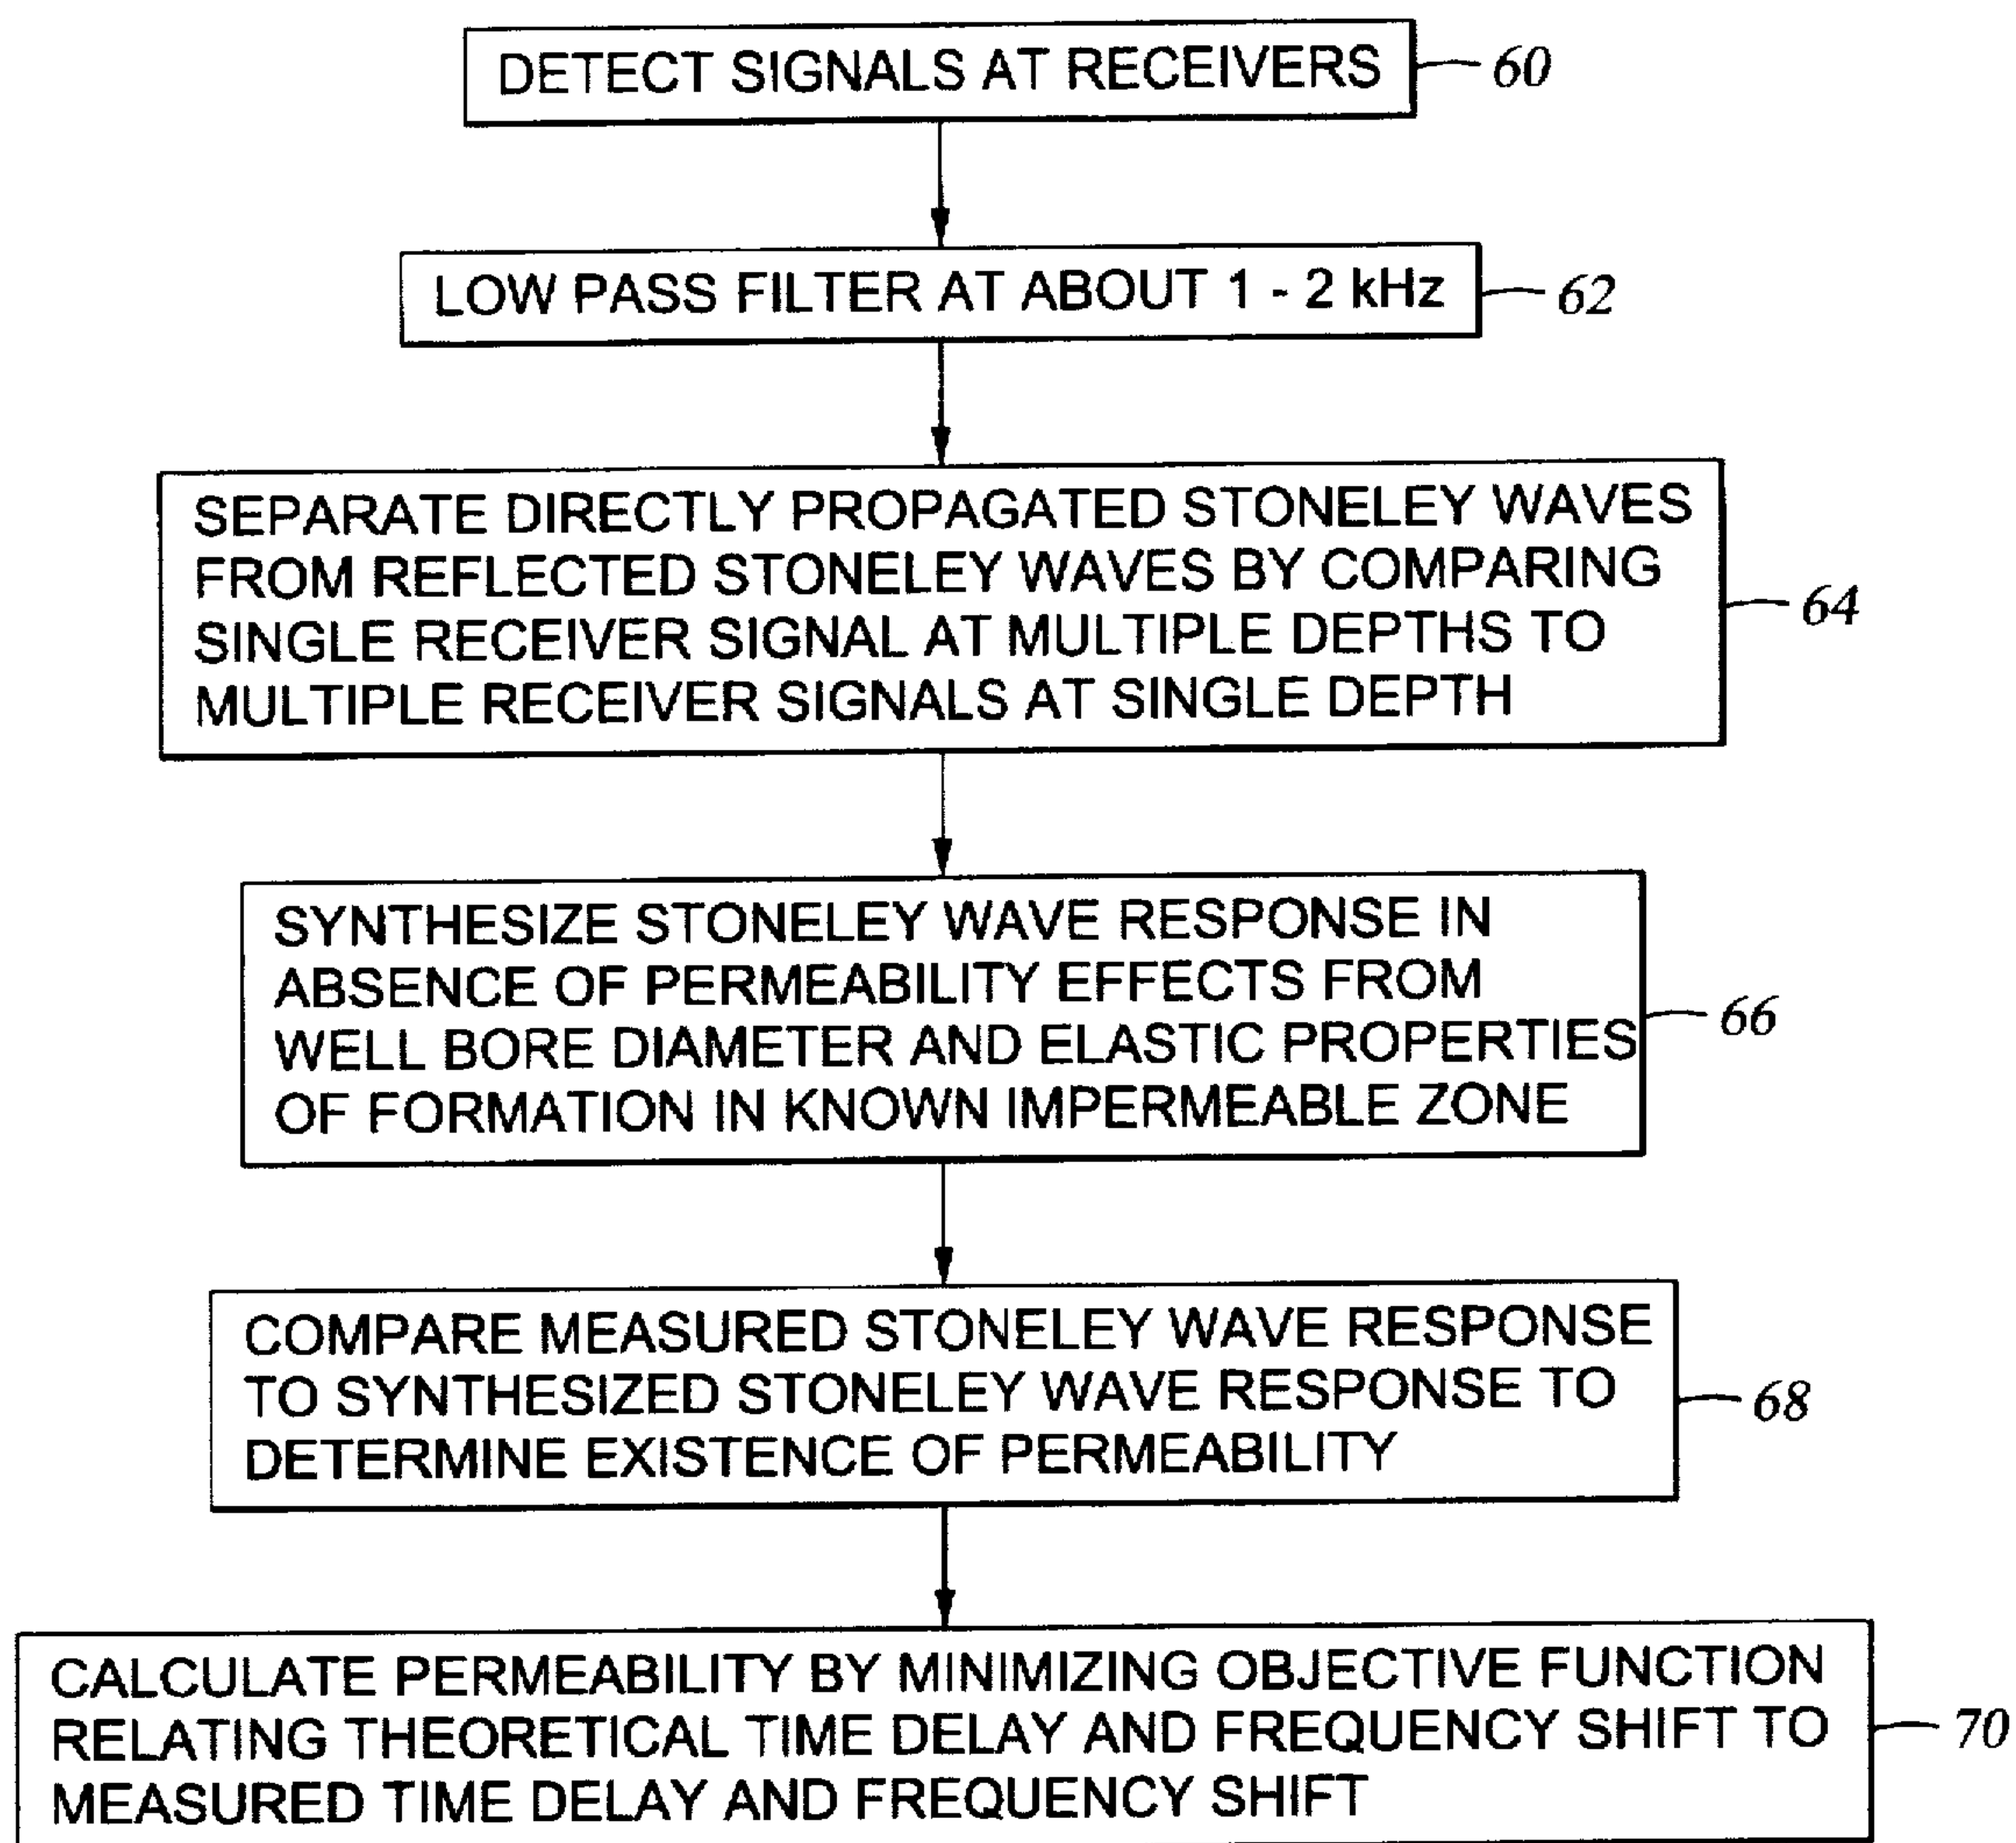 DETECT SIGNALS AT RECEIVERS
60
LOW PASS FILTER AT ABOUT 1 - 2 kHz
62
SEPARATE DIRECTLY PROPAGATED STONELEY WAVES
FROM REFLECTED STONELEY WAVES BY COMPARING
SINGLE RECEIVER SIGNAL AT MULTIPLE DEPTHS TO
MULTIPLE RECEIVER SIGNALS AT SINGLE DEPTH
64
SYNTHESIZE STONELEY WAVE RESPONSE IN
ABSENCE OF PERMEABILITY EFFECTS FROM
WELL BORE DIAMETER AND ELASTIC PROPERTIES
OF FORMATION IN KNOWN IMPERMEABLE ZONE
66
COMPARE MEASURED STONELEY WAVE RESPONSE
TO SYNTHESIZED STONELEY WAVE RESPONSE TO
DETERMINE EXISTENCE OF PERMEABILITY
68
CALCULATE PERMEABILITY BY MINIMIZING OBJECTIVE FUNCTION
RELATING THEORETICAL TIME DELAY AND FREQUENCY SHIFT TO
MEASURED TIME DELAY AND FREQUENCY SHIFT
70